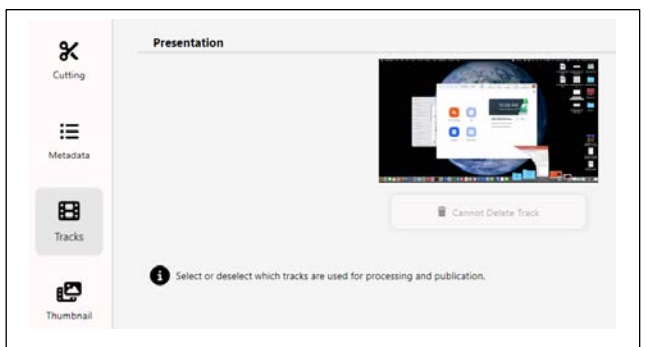 Presentation
Cutting
Metadata
Cannot Delete Track
Tracks
Select or deselect which tracks are used for processing and publication.
Thumbnail